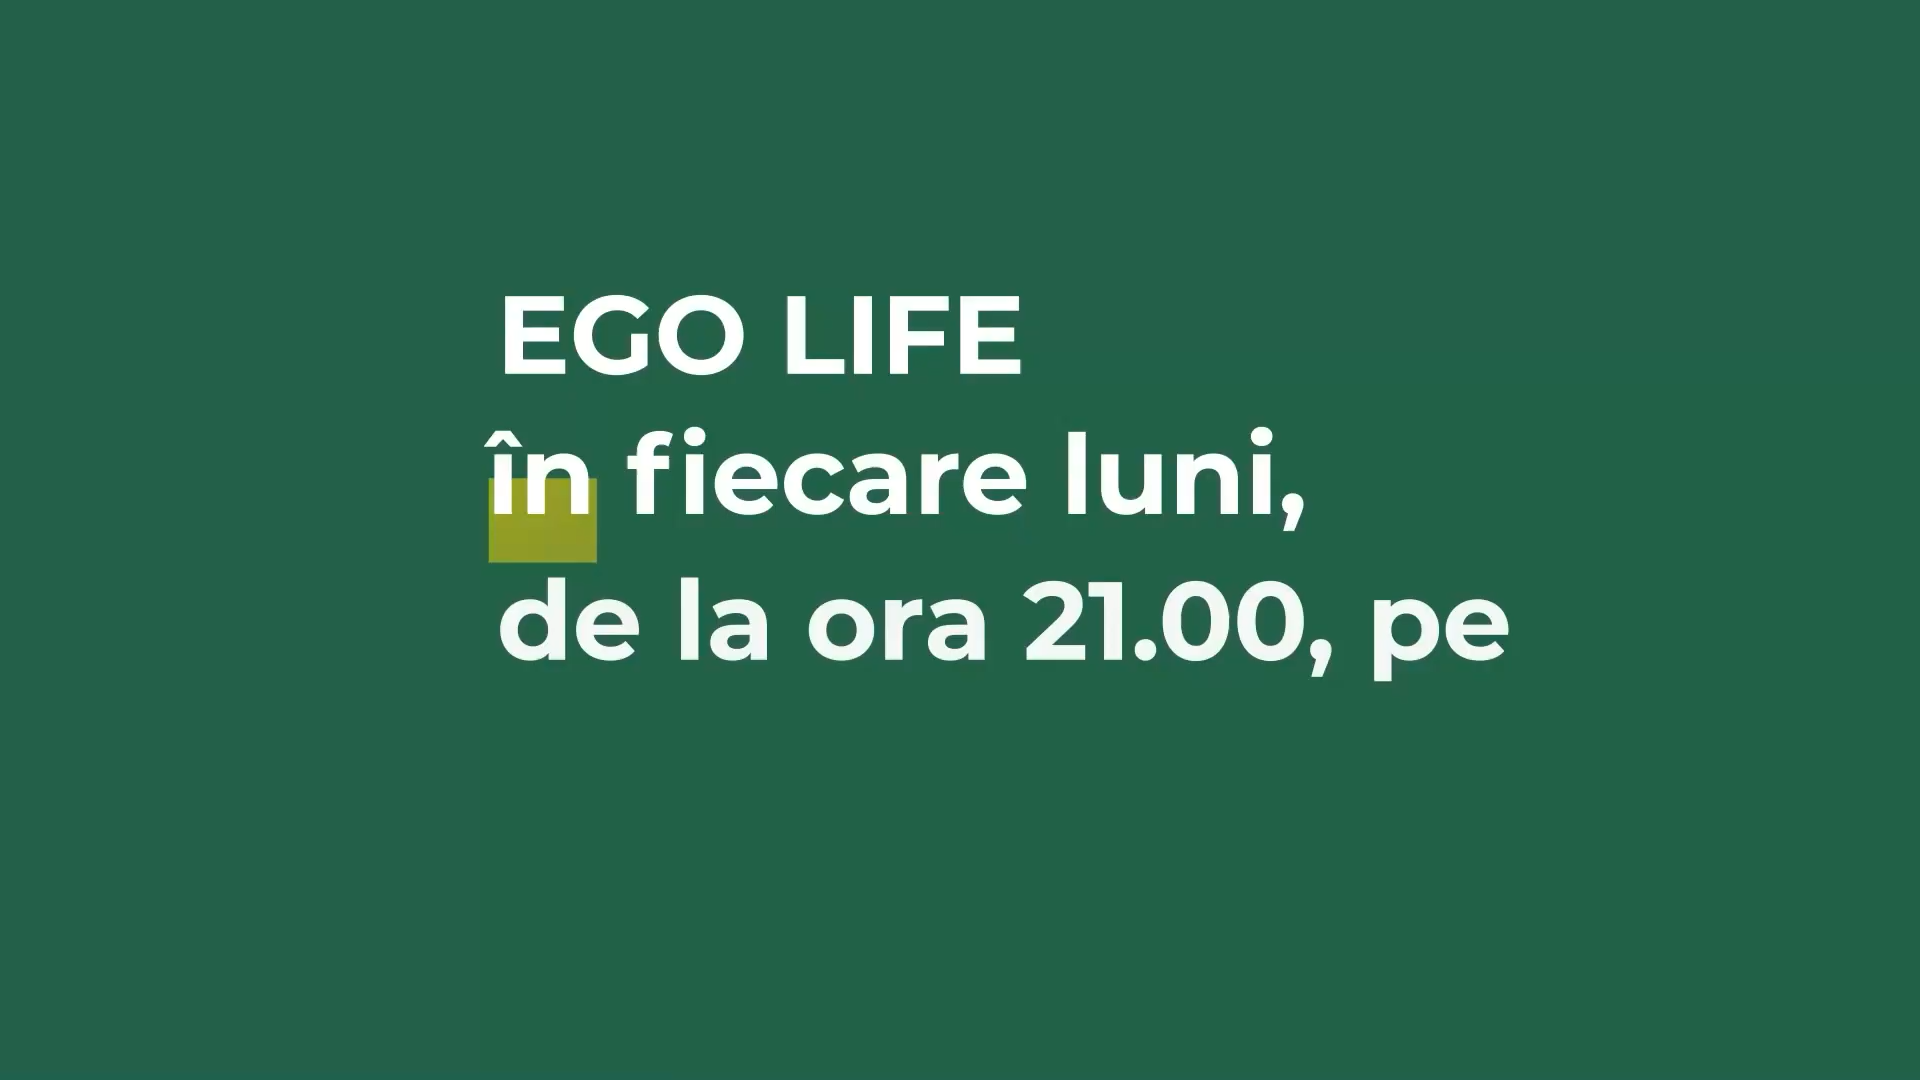 EGO LIFE
în fiecare luni,
de la ora 21.00, pe